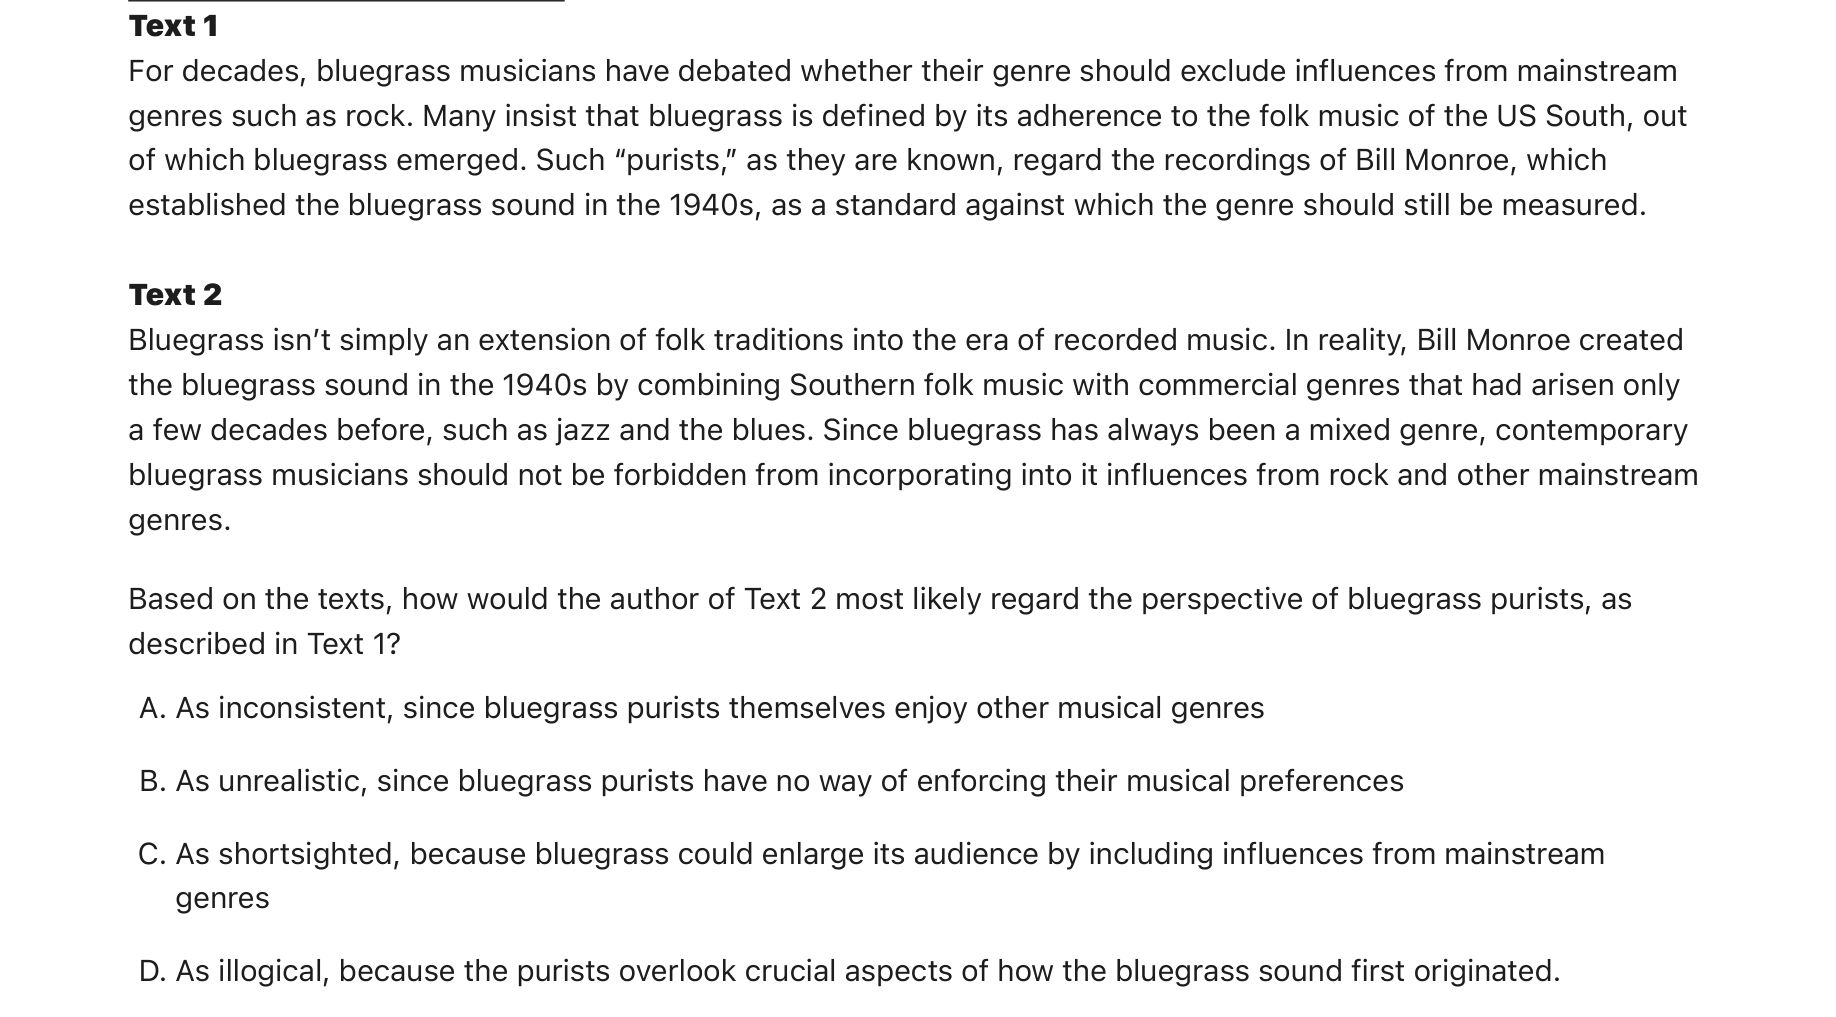 Text 1
For decades, bluegrass musicians have debated whether their genre should exclude influences from mainstream
genres such as rock. Many insist that bluegrass is defined by its adherence to the folk music of the US South, out
of which bluegrass emerged. Such “purists,” as they are known, regard the recordings of Bill Monroe, which
established the bluegrass sound in the 1940s, as a standard against which the genre should still be measured.
Text 2
Bluegrass isn’t simply an extension of folk traditions into the era of recorded music. In reality, Bill Monroe created
the bluegrass sound in the 1940s by combining Southern folk music with commercial genres that had arisen only
a few decades before, such as jazz and the blues. Since bluegrass has always been a mixed genre, contemporary
bluegrass musicians should not be forbidden from incorporating into it influences from rock and other mainstream
genres.
Based on the texts, how would the author of Text 2 most likely regard the perspective of bluegrass purists, as
described in Text 1?
A. As inconsistent, since bluegrass purists themselves enjoy other musical genres
B. As unrealistic, since bluegrass purists have no way of enforcing their musical preferences
C. As shortsighted, because bluegrass could enlarge its audience by including influences from mainstream
genres
D. As illogical, because the purists overlook crucial aspects of how the bluegrass sound first originated.